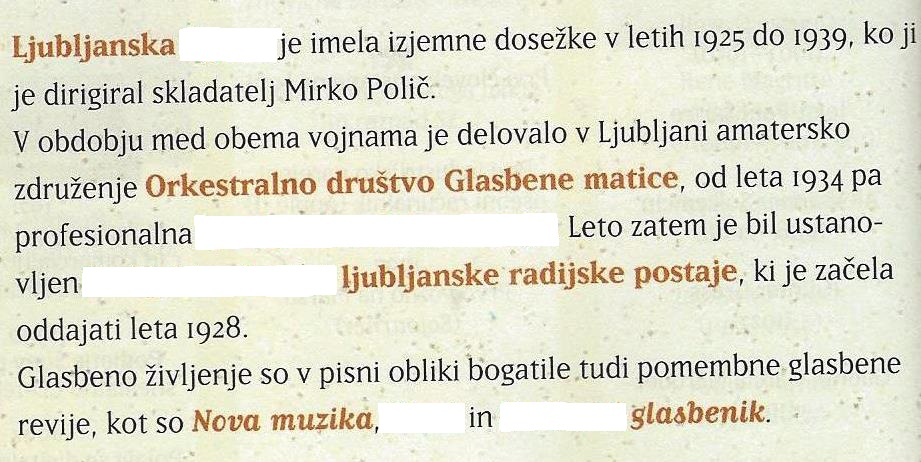 Ljubljanska je imela izjemne dosežke v letih 1925 do 1939, ko ji
je dirigiral skladatelj Mirko Polič.
V obdobju med obema vojnama je delovalo v Ljubljani amatersko
združenje Orkestralno društvo Glasbene matice, od leta 1934 pa
profesionalna Leto zatem je bil ustano-
vljen ljubljanske radijske postaje, ki je začela
oddajati leta 1928.
Glasbeno življenje so v pisni obliki bogatile tudi pomembne glasbene
revije, kot so Nova muzika, in glasbenik.